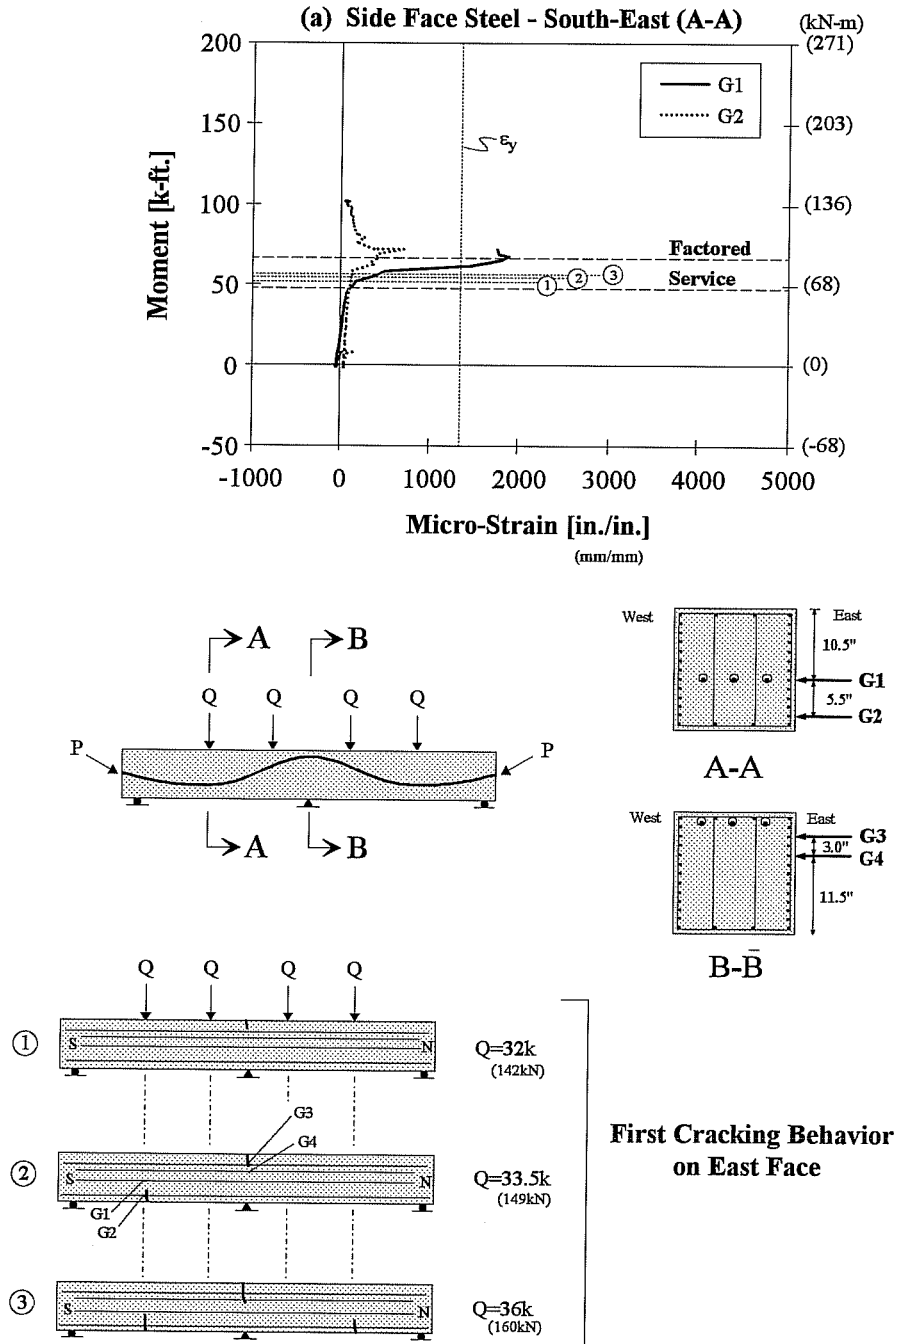 (a) Side Face Steel - South-East (A-A)
(kN-m)
200
(271)
G1
G2
150
(203)
εy
100
(136)
Factored
50
Service
(68)
1
2
3
0
(0)
-50
(-68)
Moment [k-ft.]
-1000 0 1000 2000 3000 4000 5000
Micro-Strain [in./in.]
(mm/mm)
A B
Q Q Q Q
P P
A B
West East
10.5"
G1
5.5"
G2
A-A
West East
G3
3.0"
G4
11.5"
B-B̄
Q Q Q Q
1
S N
Q=32k
(142kN)
G3
G4
2
S N
Q=33.5k
(149kN)
G1
G2
3
S N
Q=36k
(160kN)
First Cracking Behavior
on East Face